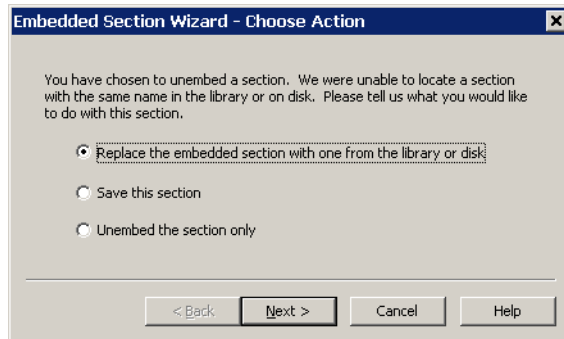 Embedded Section Wizard - Choose Action
You have chosen to unembed a section. We were unable to locate a section
with the same name in the library or on disk. Please tell us what you would like
to do with this section.
Replace the embedded section with one from the library or disk
Save this section
Unembed the section only
< Back Next > Cancel Help